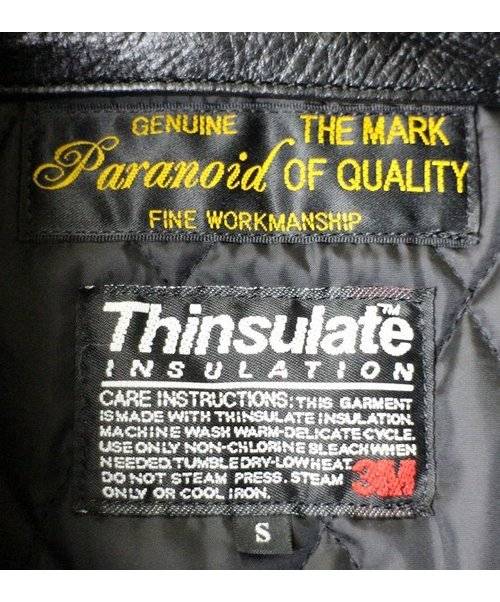 GENUINE THE MARK
Paranoid OF QUALITY
FINE WORKMANSHIP
Thinsulate™
INSULATION
CARE INSTRUCTIONS: THIS GARMENT
IS MADE WITH THINSULATE INSULATION.
MACHINE WASH WARM-DELICATE CYCLE.
USE ONLY NON-CHLORINE BLEACH WHEN
NEEDED. TUMBLE DRY-LOW HEAT.
DO NOT STEAM PRESS. STEAM
ONLY OR COOL IRON.
3M
S